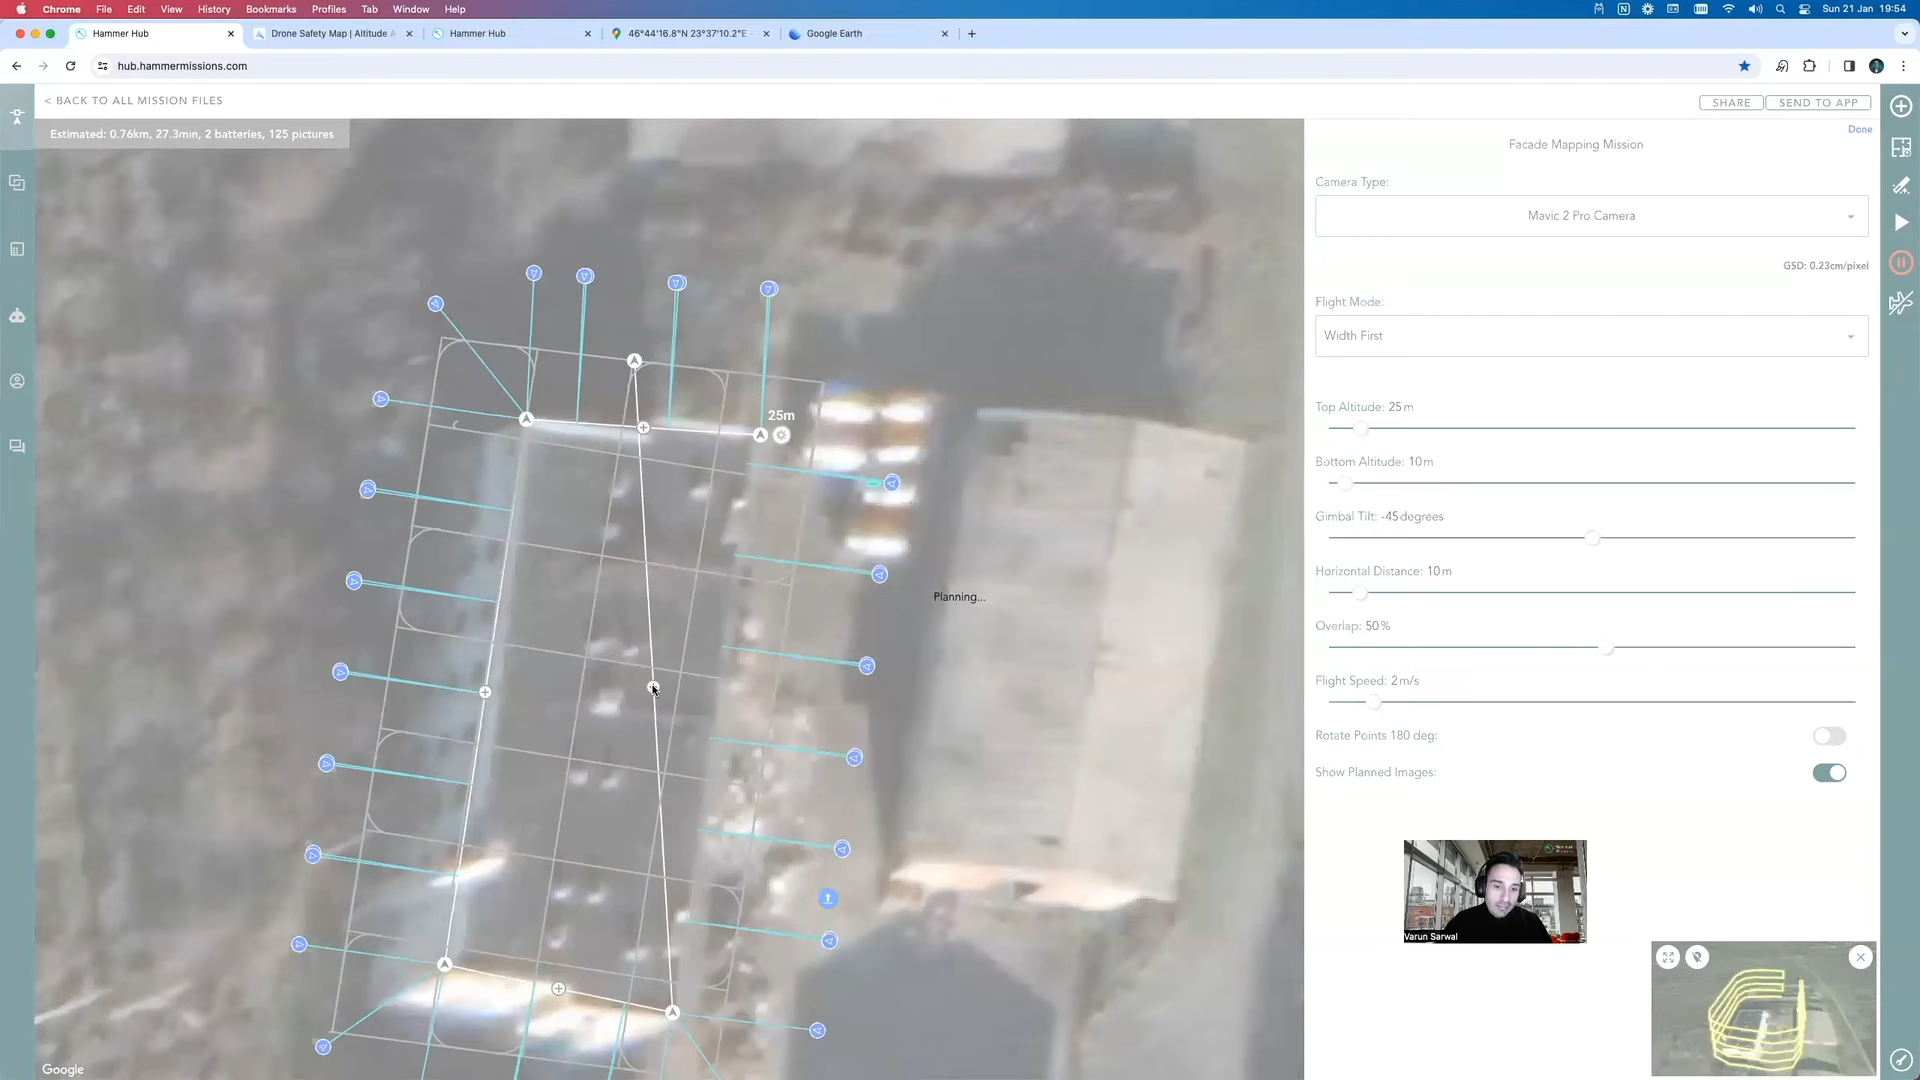 Chrome File Edit View History Bookmarks Profiles Tab Window Help
Sun 21 Jan 19:54
Hammer Hub
Drone Safety Map | Altitude A
Hammer Hub
46°44'16.8"N 23°37'10.2"E
Google Earth
hub.hammermissions.com
< BACK TO ALL MISSION FILES
SHARE
SEND TO APP
Estimated: 0.76km, 27.3min, 2 batteries, 125 pictures
Done
Facade Mapping Mission
Camera Type:
Mavic 2 Pro Camera
GSD: 0.23cm/pixel
Flight Mode:
Width First
Top Altitude: 25m
Bottom Altitude: 10m
Gimbal Tilt: -45degrees
Horizontal Distance: 10m
Overlap: 50%
Flight Speed: 2m/s
Rotate Points 180 deg:
Show Planned Images:
25m
Planning...
Varun Sarwal
Google